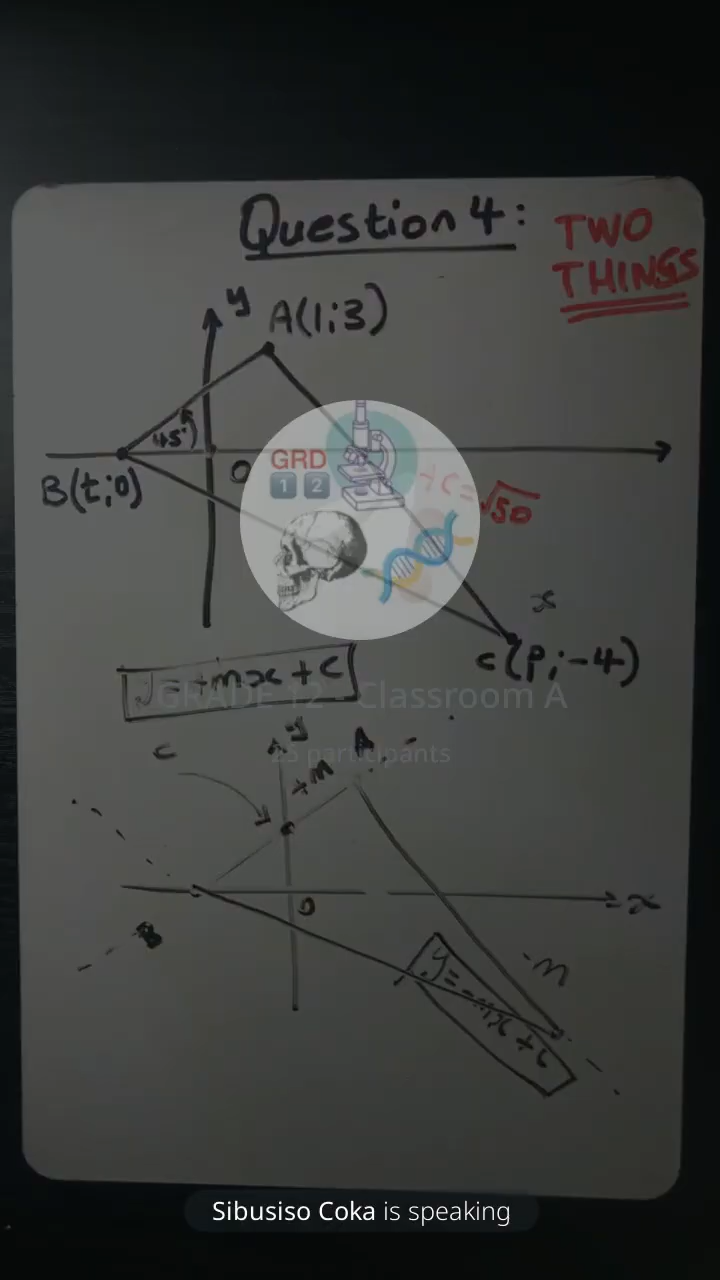 Question 4:
TWO
THINGS
y
A(1;3)
45°
B(t;0)
O
GRD
1 2
+c=√50
x
c(p;-4)
y=+mx+c
GRADE 12 - Classroom A
25 participants
c
y
A
+m
O
x
B
-m
y=-mx+c
Sibusiso Coka is speaking